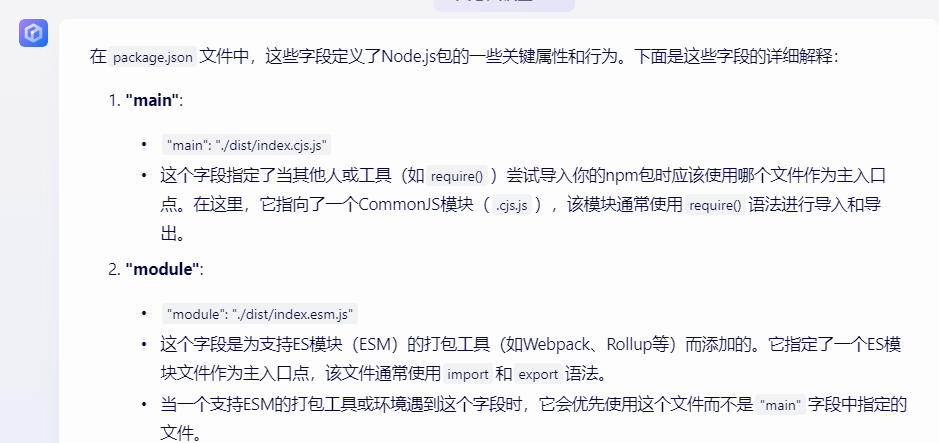 在 package.json 文件中，这些字段定义了Node.js包的一些关键属性和行为。下面是这些字段的详细解释：
1. "main":
• "main": "./dist/index.cjs.js"
• 这个字段指定了当其他人或工具（如 require() ）尝试导入你的npm包时应该使用哪个文件作为主入口
点。在这里，它指向了一个CommonJS模块（ .cjs.js ），该模块通常使用 require() 语法进行导入和导
出。
2. "module":
• "module": "./dist/index.esm.js"
• 这个字段是为支持ES模块（ESM）的打包工具（如Webpack、Rollup等）而添加的。它指定了一个ES模
块文件作为主入口点，该文件通常使用 import 和 export 语法。
• 当一个支持ESM的打包工具或环境遇到这个字段时，它会优先使用这个文件而不是 "main" 字段中指定的
文件。